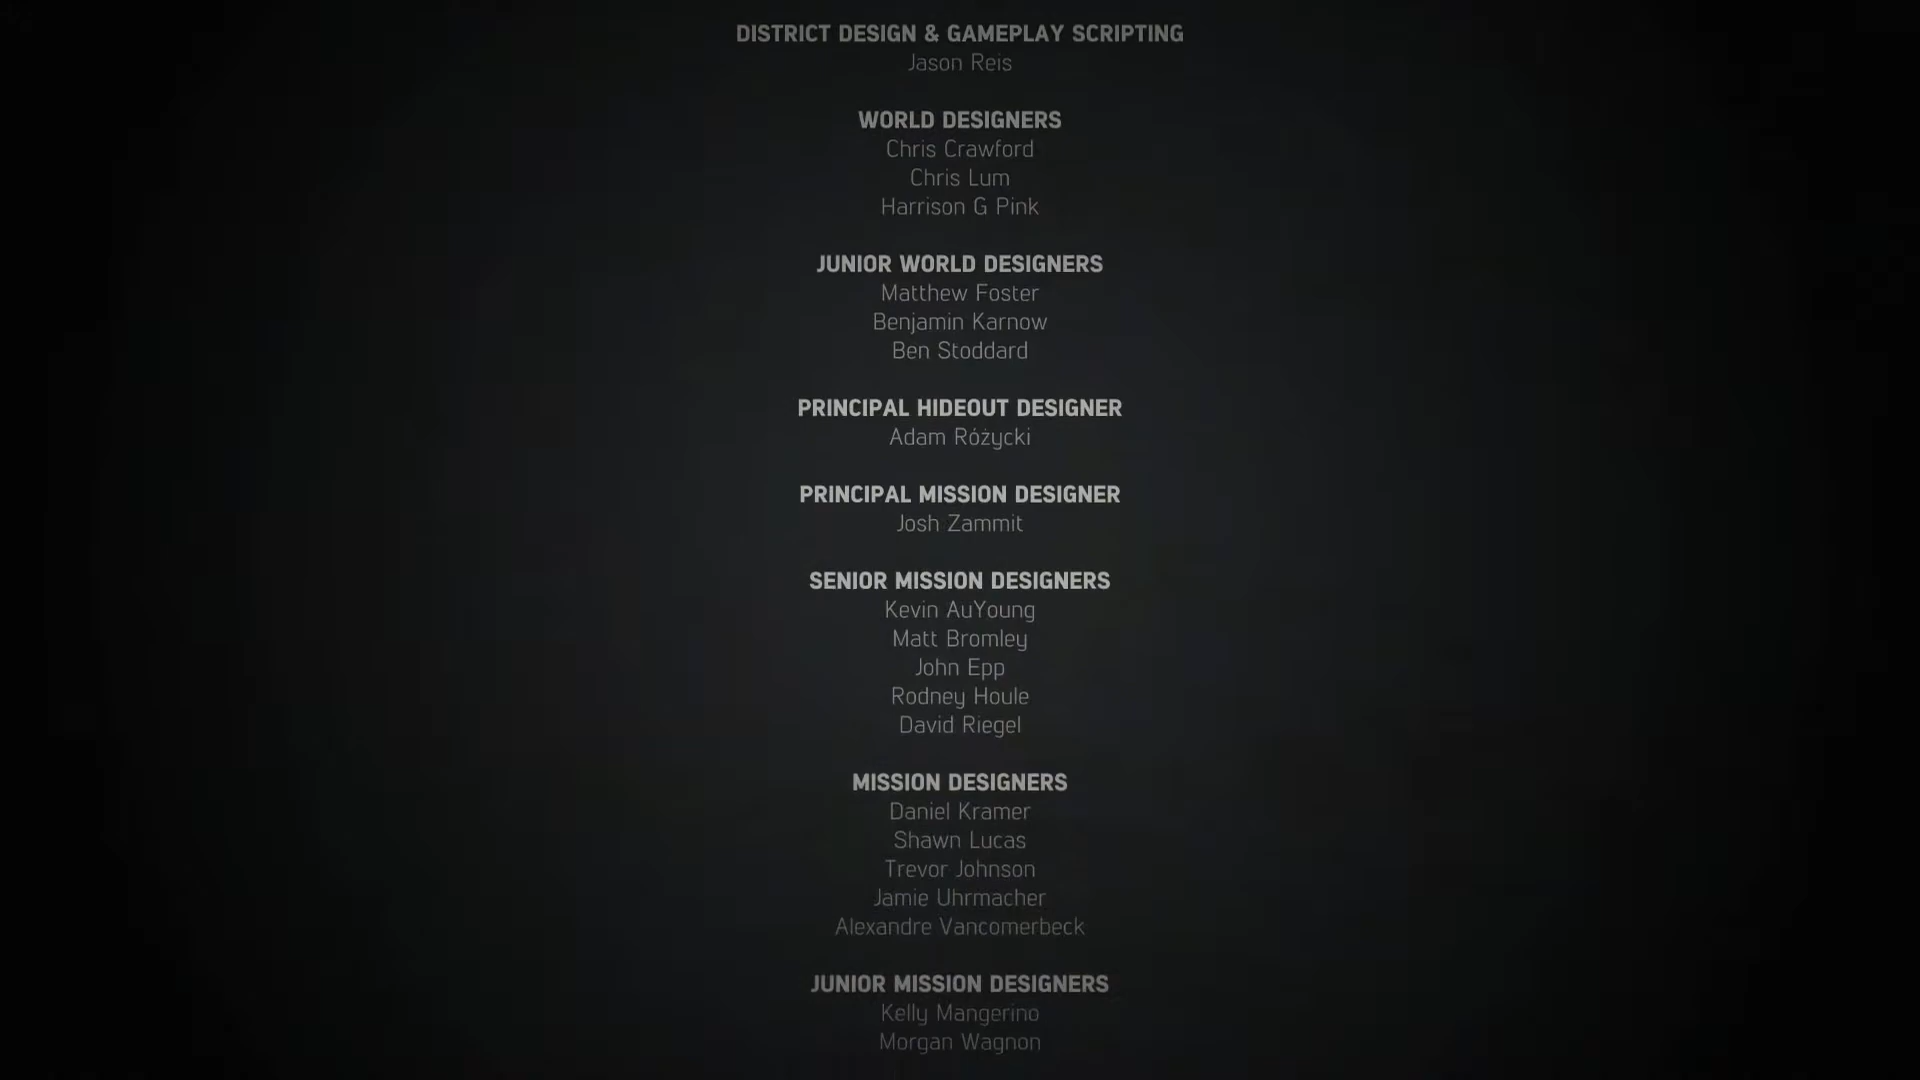 DISTRICT DESIGN & GAMEPLAY SCRIPTING
Jason Reis
WORLD DESIGNERS
Chris Crawford
Chris Lum
Harrison G Pink
JUNIOR WORLD DESIGNERS
Matthew Foster
Benjamin Karnow
Ben Stoddard
PRINCIPAL HIDEOUT DESIGNER
Adam Różycki
PRINCIPAL MISSION DESIGNER
Josh Zammit
SENIOR MISSION DESIGNERS
Kevin AuYoung
Matt Bromley
John Epp
Rodney Houle
David Riegel
MISSION DESIGNERS
Daniel Kramer
Shawn Lucas
Trevor Johnson
Jamie Uhrmacher
Alexandre Vancomerbeck
JUNIOR MISSION DESIGNERS
Kelly Mangerino
Morgan Wagnon